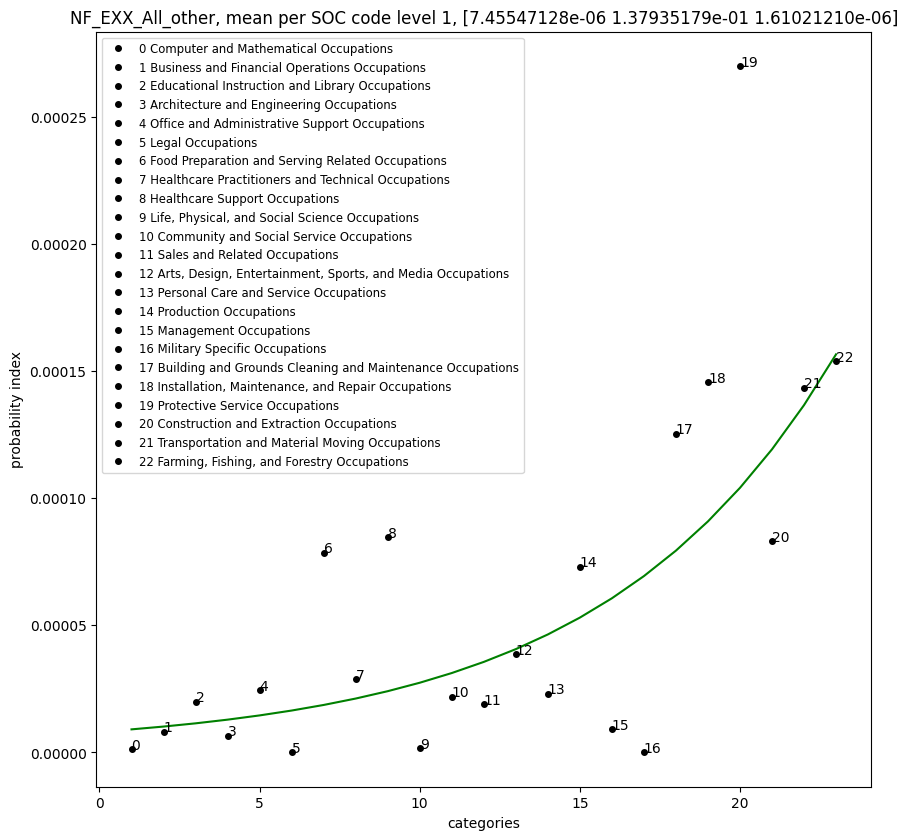 NF_EXX_All_other, mean per SOC code level 1, [7.45547128e-06 1.37935179e-01 1.61021210e-06]
0 Computer and Mathematical Occupations
1 Business and Financial Operations Occupations
2 Educational Instruction and Library Occupations
3 Architecture and Engineering Occupations
4 Office and Administrative Support Occupations
5 Legal Occupations
6 Food Preparation and Serving Related Occupations
7 Healthcare Practitioners and Technical Occupations
8 Healthcare Support Occupations
9 Life, Physical, and Social Science Occupations
10 Community and Social Service Occupations
11 Sales and Related Occupations
12 Arts, Design, Entertainment, Sports, and Media Occupations
13 Personal Care and Service Occupations
14 Production Occupations
15 Management Occupations
16 Military Specific Occupations
17 Building and Grounds Cleaning and Maintenance Occupations
18 Installation, Maintenance, and Repair Occupations
19 Protective Service Occupations
20 Construction and Extraction Occupations
21 Transportation and Material Moving Occupations
22 Farming, Fishing, and Forestry Occupations
probability index
0.00025
0.00020
0.00015
0.00010
0.00005
0.00000
0
1
2
3
4
5
6
7
8
9
10
11
12
13
14
15
16
17
18
19
20
21
22
0
5
10
15
20
categories